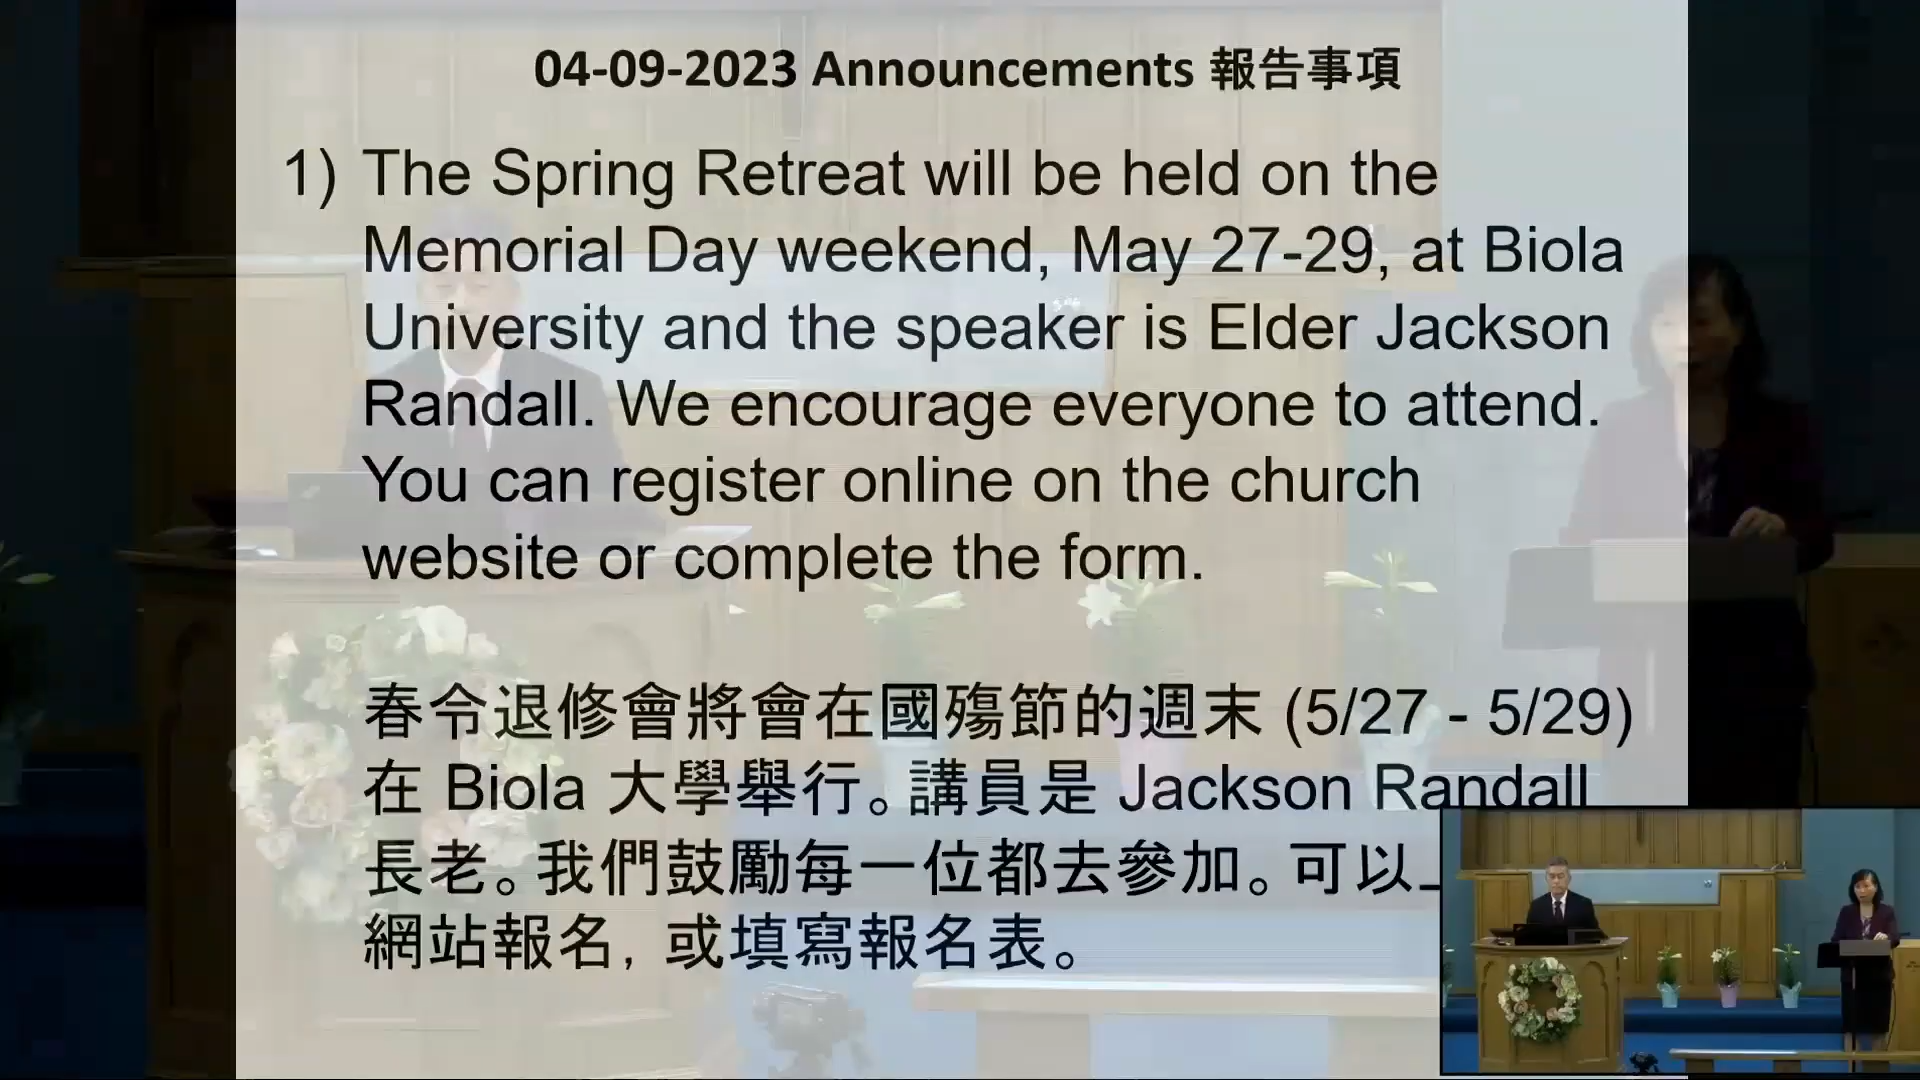 04-09-2023 Announcements 報告事項
1) The Spring Retreat will be held on the
Memorial Day weekend, May 27-29, at Biola
University and the speaker is Elder Jackson
Randall. We encourage everyone to attend.
You can register online on the church
website or complete the form.
春令退修會將會在國殤節的週末 (5/27 - 5/29)
在 Biola 大學舉行。講員是 Jackson Randall
長老。我們鼓勵每一位都去參加。可以
網站報名, 或填寫報名表。